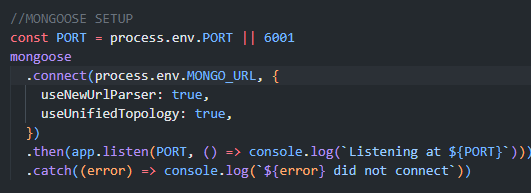 //MONGOOSE SETUP
const PORT = process.env.PORT || 6001
mongoose
.connect(process.env.MONGO_URL, {
useNewUrlParser: true,
useUnifiedTopology: true,
})
.then(app.listen(PORT, () => console.log(`Listening at ${PORT}`)))
.catch((error) => console.log(`${error} did not connect`))